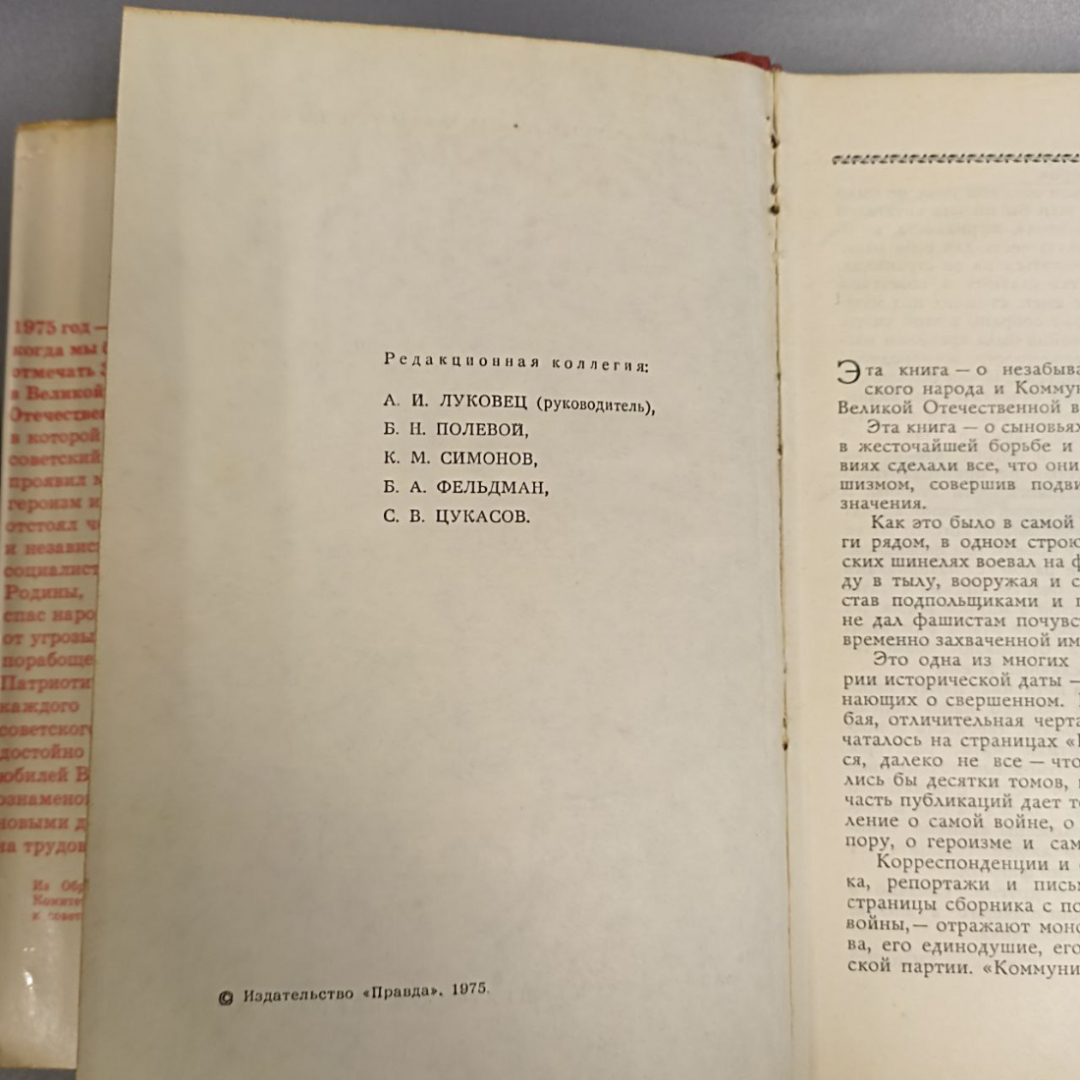 1975 год —
когда мы
отмечать
в Великой
Отечестве
в которой
советский
проявил
героизм и
отстоял
и независ
социалист
Родины,
спас наро
от угрозы
порабоще
Патриоти
каждого
советског
достойно
юбилей В
ознамено
новыми д
на трудов
Из Обр
Комите
к совет
Редакционная коллегия:
А. И. ЛУКОВЕЦ (руководитель),
Б. Н. ПОЛЕВОЙ,
К. М. СИМОНОВ,
Б. А. ФЕЛЬДМАН,
С. В. ЦУКАСОВ.
© Издательство «Правда», 1975.
Эта книга — о незабыва
ского народа и Комму
Великой Отечественной в
Эта книга — о сыновьях
в жесточайшей борьбе и
виях сделали все, что они
шизмом, совершив подви
значения.
Как это было в самой
ги рядом, в одном строю
ских шинелях воевал на ф
ду в тылу, вооружая и с
став подпольщиками и п
не дал фашистам почувс
временно захваченной им
Это одна из многих
рии исторической даты —
нающих о свершенном.
бая, отличительная черта
чаталось на страницах «П
ся, далеко не все — что
лись бы десятки томов,
часть публикаций дает т
ление о самой войне, о
пору, о героизме и сам
Корреспонденции и
ка, репортажи и пись
страницы сборника с по
войны, — отражают моно
ва, его единодушие, его
ской партии. «Коммуни